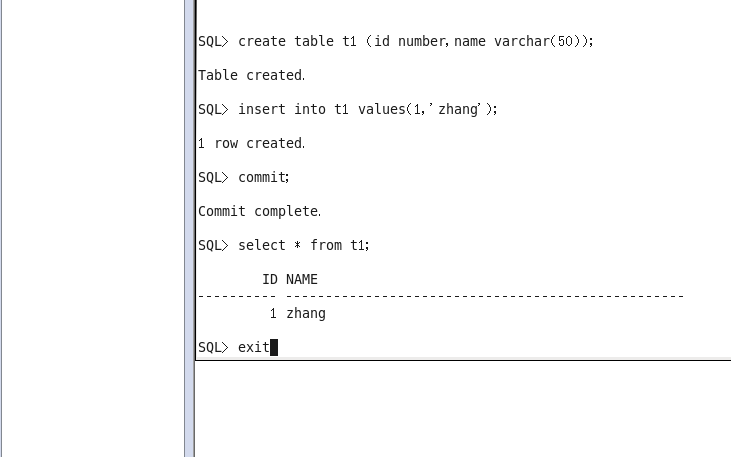 SQL> create table t1 (id number,name varchar(50));
Table created.
SQL> insert into t1 values(1,'zhang');
1 row created.
SQL> commit;
Commit complete.
SQL> select * from t1;
ID NAME
---------- --------------------------------------------------
1 zhang
SQL> exit